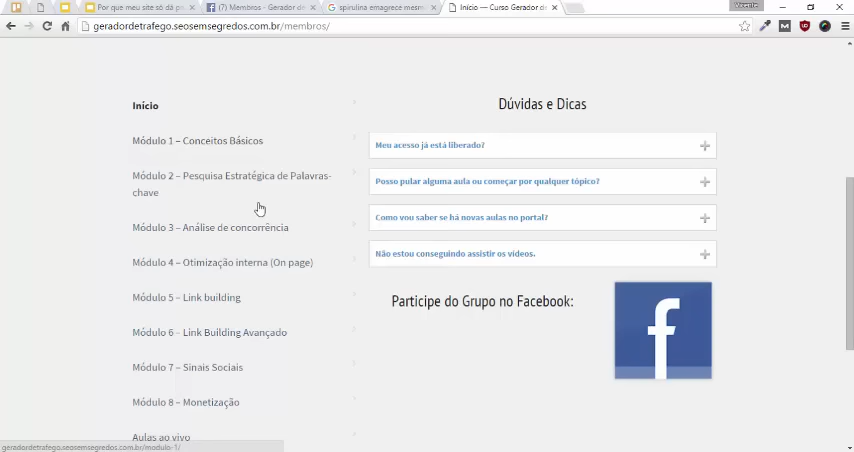 Por que meu site só dá p
(7) Membros - Gerador de
spirulina emagrece mesm
Início — Curso Gerador de
Vicente
geradordetrafego.seosemsegredos.com.br/membros/
Início
Módulo 1 – Conceitos Básicos
Módulo 2 – Pesquisa Estratégica de Palavras-
chave
Módulo 3 – Análise de concorrência
Módulo 4 – Otimização interna (On page)
Módulo 5 – Link building
Módulo 6 – Link Building Avançado
Módulo 7 – Sinais Sociais
Módulo 8 – Monetização
Aulas ao vivo
Dúvidas e Dicas
Meu acesso já está liberado?
Posso pular alguma aula ou começar por qualquer tópico?
Como vou saber se há novas aulas no portal?
Não estou conseguindo assistir os vídeos.
Participe do Grupo no Facebook:
geradordetrafego.seosemsegredos.com.br/modulo-1/